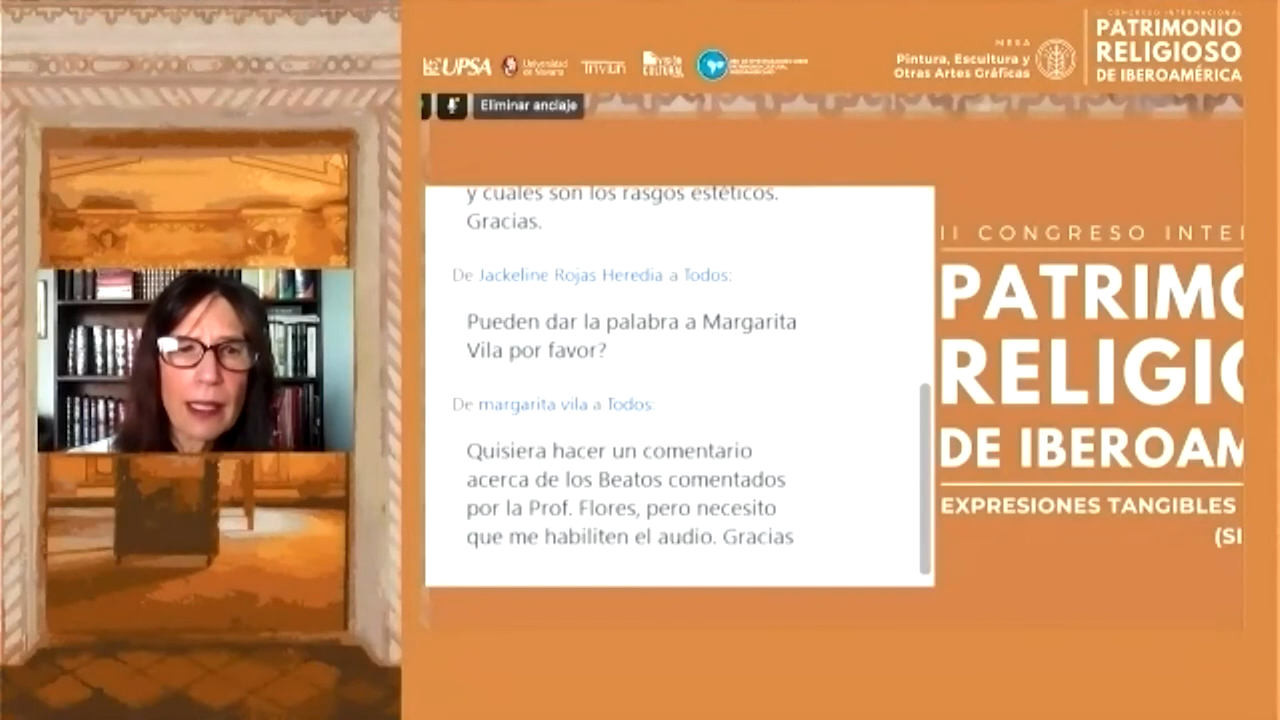 UPSA
Universidad
de Navarra
TRIVIUN
CULTURAL
MESA
Pintura, Escultura y
Otras Artes Gráficas
CONGRESO INTERNACIONAL
PATRIMONIO
RELIGIOSO
DE IBEROAMÉRICA
Eliminar anclaje
y cuáles son los rasgos estéticos.
Gracias.
De Jackeline Rojas Heredia a Todos:
Pueden dar la palabra a Margarita
Vila por favor?
De margarita vila a Todos:
Quisiera hacer un comentario
acerca de los Beatos comentados
por la Prof. Flores, pero necesito
que me habiliten el audio. Gracias
II CONGRESO INTE
PATRIMO
RELIGIO
DE IBEROAM
EXPRESIONES TANGIBLES
(SI